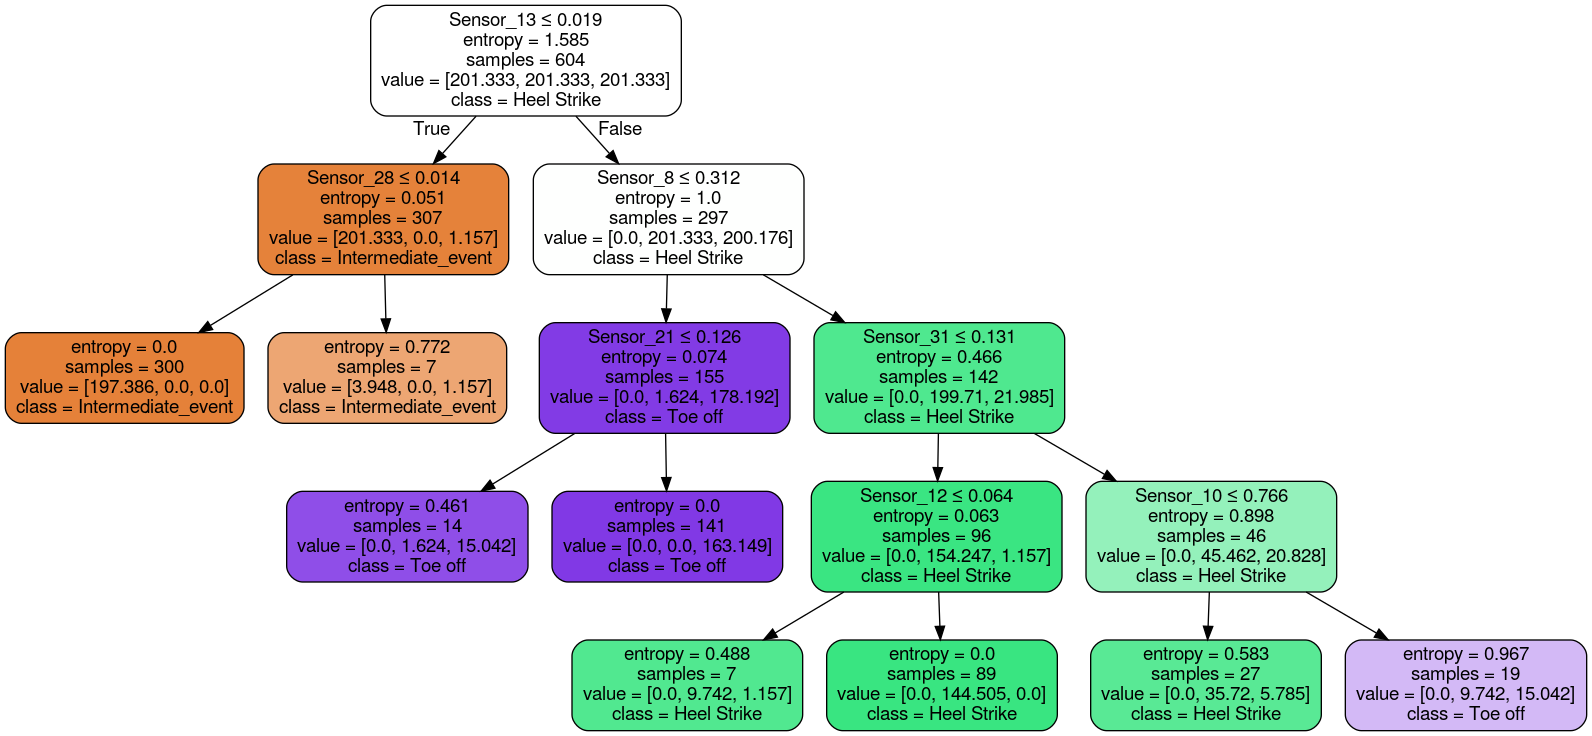 Sensor_13 ≤ 0.019
entropy = 1.585
samples = 604
value = [201.333, 201.333, 201.333]
class = Heel Strike
True
False
Sensor_28 ≤ 0.014
entropy = 0.051
samples = 307
value = [201.333, 0.0, 1.157]
class = Intermediate_event
Sensor_8 ≤ 0.312
entropy = 1.0
samples = 297
value = [0.0, 201.333, 200.176]
class = Heel Strike
entropy = 0.0
samples = 300
value = [197.386, 0.0, 0.0]
class = Intermediate_event
entropy = 0.772
samples = 7
value = [3.948, 0.0, 1.157]
class = Intermediate_event
Sensor_21 ≤ 0.126
entropy = 0.074
samples = 155
value = [0.0, 1.624, 178.192]
class = Toe off
Sensor_31 ≤ 0.131
entropy = 0.466
samples = 142
value = [0.0, 199.71, 21.985]
class = Heel Strike
entropy = 0.461
samples = 14
value = [0.0, 1.624, 15.042]
class = Toe off
entropy = 0.0
samples = 141
value = [0.0, 0.0, 163.149]
class = Toe off
Sensor_12 ≤ 0.064
entropy = 0.063
samples = 96
value = [0.0, 154.247, 1.157]
class = Heel Strike
Sensor_10 ≤ 0.766
entropy = 0.898
samples = 46
value = [0.0, 45.462, 20.828]
class = Heel Strike
entropy = 0.488
samples = 7
value = [0.0, 9.742, 1.157]
class = Heel Strike
entropy = 0.0
samples = 89
value = [0.0, 144.505, 0.0]
class = Heel Strike
entropy = 0.583
samples = 27
value = [0.0, 35.72, 5.785]
class = Heel Strike
entropy = 0.967
samples = 19
value = [0.0, 9.742, 15.042]
class = Toe off